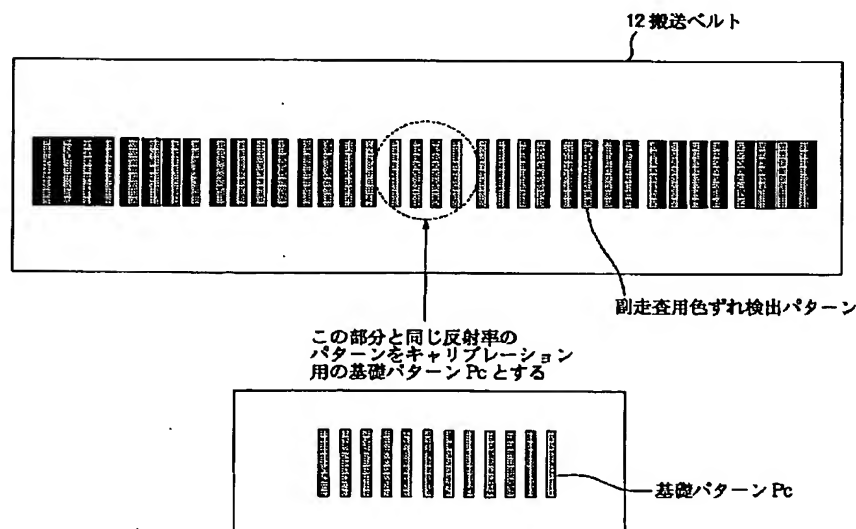 12 搬送ベルト
副走査用色ずれ検出パターン
この部分と同じ反射率の
パターンをキャリブレーション
用の基礎パターン Pcとする
基礎パターン Pc